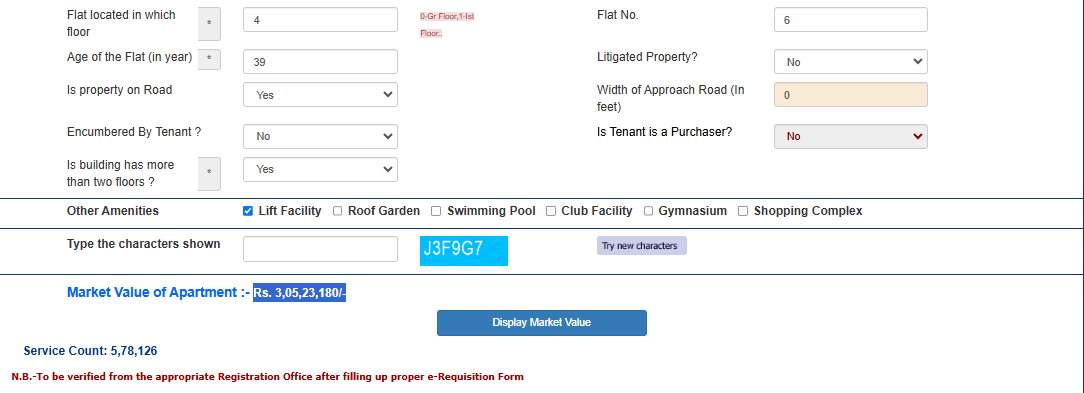 Flat located in which floor * 4 0-Gr Floor,1-Ist Floor.. Flat No. 6
Age of the Flat (in year) * 39 Litigated Property? No
Is property on Road Yes Width of Approach Road (In feet) 0
Encumbered By Tenant ? No Is Tenant is a Purchaser? No
Is building has more than two floors ? * Yes
Other Amenities Lift Facility Roof Garden Swimming Pool Club Facility Gymnasium Shopping Complex
Type the characters shown J3F9G7 Try new characters
Market Value of Apartment :- Rs. 3,05,23,180/-
Display Market Value
Service Count: 5,78,126
N.B.-To be verified from the appropriate Registration Office after filling up proper e-Requisition Form